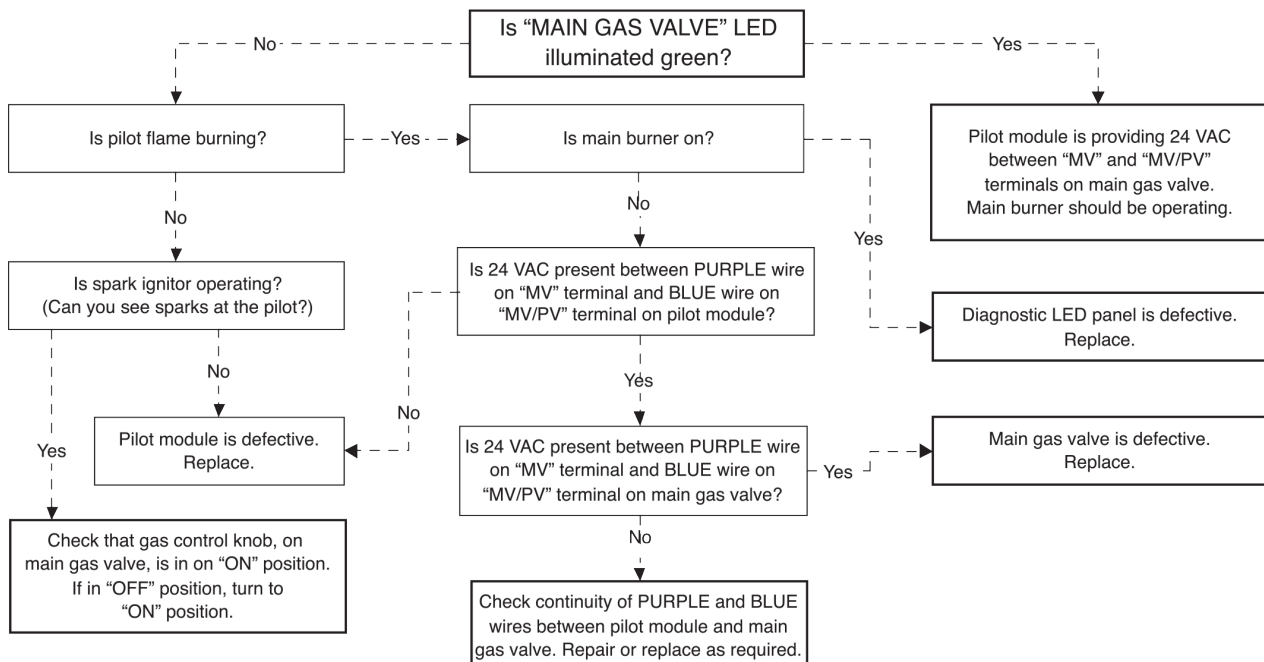 Is “MAIN GAS VALVE” LED
illuminated green?
No
Yes
Is pilot flame burning?
Yes
Is main burner on?
Pilot module is providing 24 VAC
between “MV” and “MV/PV”
terminals on main gas valve.
Main burner should be operating.
No
No
Yes
Is spark ignitor operating?
(Can you see sparks at the pilot?)
Is 24 VAC present between PURPLE wire
on “MV” terminal and BLUE wire on
“MV/PV” terminal on pilot module?
Diagnostic LED panel is defective.
Replace.
No
Yes
No
Yes
Pilot module is defective.
Replace.
Is 24 VAC present between PURPLE wire
on “MV” terminal and BLUE wire on
“MV/PV” terminal on main gas valve?
Yes
Main gas valve is defective.
Replace.
Check that gas control knob, on
main gas valve, is in on “ON” position.
If in “OFF” position, turn to
“ON” position.
No
Check continuity of PURPLE and BLUE
wires between pilot module and main
gas valve. Repair or replace as required.